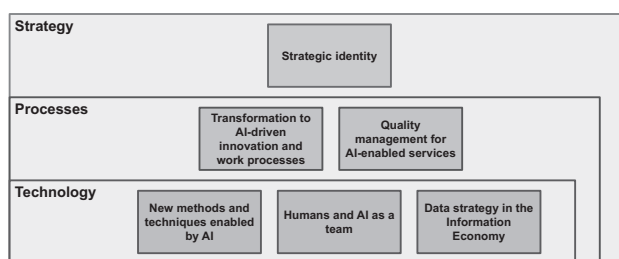 Strategy
Strategic identity
Processes
Transformation to
AI-driven
innovation and
work processes
Quality
management for
AI-enabled services
Technology
New methods and
techniques enabled
by AI
Humans and AI as a
team
Data strategy in the
Information
Economy